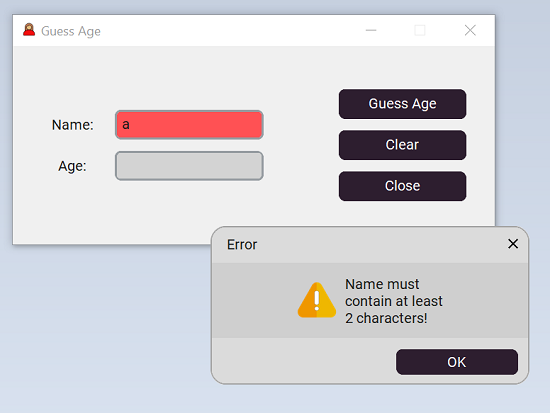 Guess Age
Name:
a
Age:
Guess Age
Clear
Close
Error
Name must
contain at least
2 characters!
OK